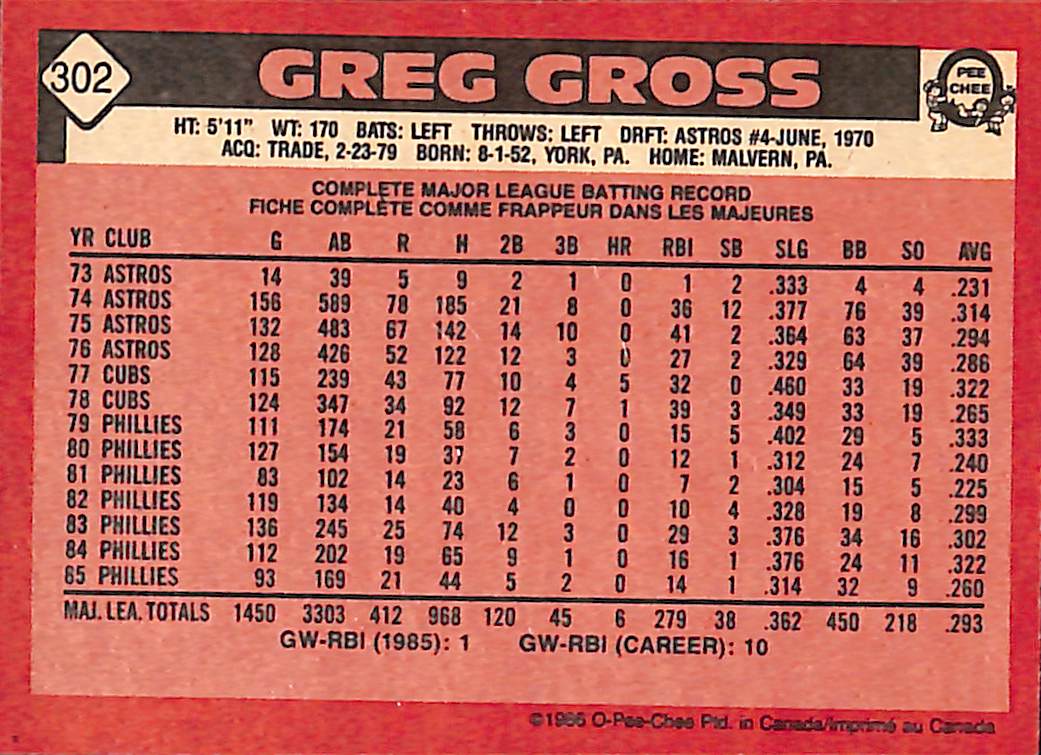 302
GREG GROSS
O
PEE
CHEE
HT: 5'11" WT: 170 BATS: LEFT THROWS: LEFT DRFT: ASTROS #4-JUNE, 1970
ACQ: TRADE, 2-23-79 BORN: 8-1-52, YORK, PA. HOME: MALVERN, PA.
COMPLETE MAJOR LEAGUE BATTING RECORD
FICHE COMPLÈTE COMME FRAPPEUR DANS LES MAJEURES
YR CLUB G AB R H 2B 3B HR RBI SB SLG BB SO AVG
73 ASTROS 14 39 5 9 2 1 0 1 2 .333 4 4 .231
74 ASTROS 156 589 78 185 21 8 0 36 12 .377 76 39 .314
75 ASTROS 132 483 67 142 14 10 0 41 2 .364 63 37 .294
76 ASTROS 128 426 52 122 12 3 0 27 2 .329 64 39 .286
77 CUBS 115 239 43 77 10 4 5 32 0 .460 33 19 .322
78 CUBS 124 347 34 92 12 7 1 39 3 .349 33 19 .265
79 PHILLIES 111 174 21 58 6 3 0 15 5 .402 29 5 .333
80 PHILLIES 127 154 19 37 7 2 0 12 1 .312 24 7 .240
81 PHILLIES 83 102 14 23 6 1 0 7 2 .304 15 5 .225
82 PHILLIES 119 134 14 40 4 0 0 10 4 .328 19 8 .299
83 PHILLIES 136 245 25 74 12 3 0 29 3 .376 34 16 .302
84 PHILLIES 112 202 19 65 9 1 0 16 1 .376 24 11 .322
85 PHILLIES 93 169 21 44 5 2 0 14 1 .314 32 9 .260
MAJ. LEA. TOTALS 1450 3303 412 968 120 45 6 279 38 .362 450 218 .293
GW-RBI (1985): 1 GW-RBI (CAREER): 10
©1986 O-Pee-Chee Ptd. in Canada/Imprimé au Canada